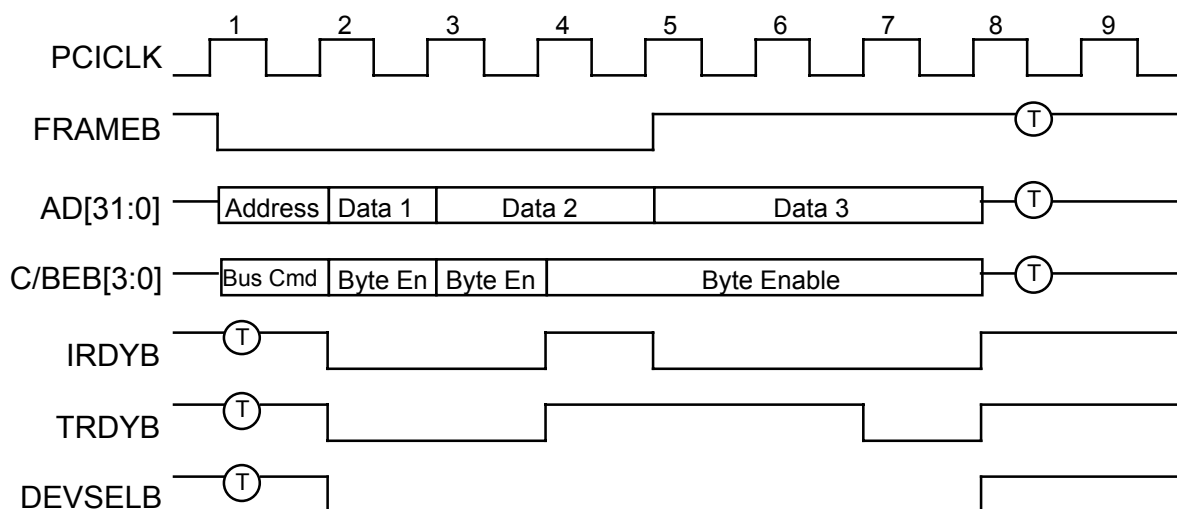 1 2 3 4 5 6 7 8 9
PCICLK
FRAMEB T
AD[31:0] Address Data 1 Data 2 Data 3 T
C/BEB[3:0] Bus Cmd Byte En Byte En Byte Enable T
IRDYB T
TRDYB T
DEVSELB T